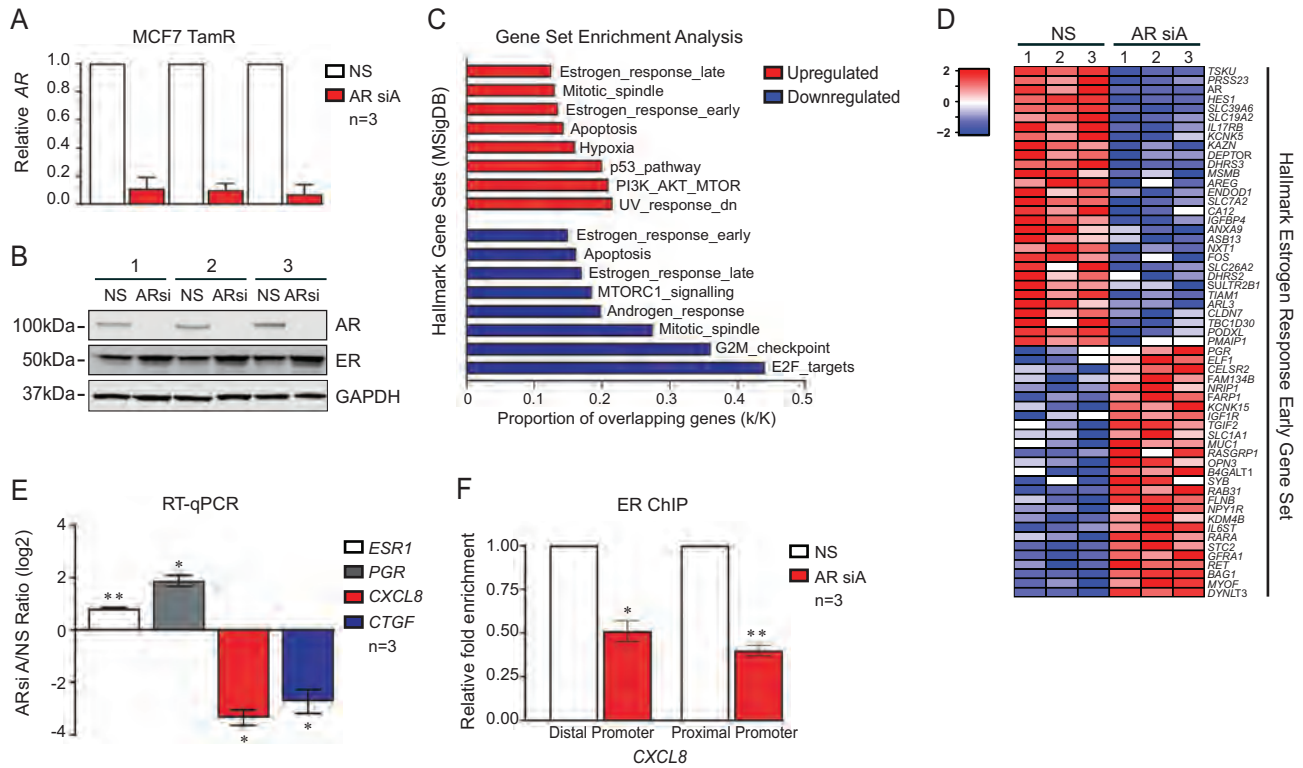 A
MCF7 TamR
Relative AR
1.0
0.8
0.6
0.4
0.2
0.0
NS
AR siA
n=3
B
1 2 3
NS ARsi NS ARsi NS ARsi
100kDa AR
50kDa ER
37kDa GAPDH
C
Gene Set Enrichment Analysis
Hallmark Gene Sets (MSigDB)
Upregulated
Downregulated
Estrogen_response_late
Mitotic_spindle
Estrogen_response_early
Apoptosis
Hypoxia
p53_pathway
PI3K_AKT_MTOR
UV_response_dn
Estrogen_response_early
Apoptosis
Estrogen_response_late
MTORC1_signalling
Androgen_response
Mitotic_spindle
G2M_checkpoint
E2F_targets
0 0.1 0.2 0.3 0.4 0.5
Proportion of overlapping genes (k/K)
D
NS AR siA
1 2 3 1 2 3
2
0
−2
TSKU
PRSS23
AR
HES1
SLC39A6
SLC19A2
IL17RB
KCNK5
KAZN
DEPTOR
DHRS3
MSMB
AREG
ENDOD1
SLC7A2
CA12
IGFBP4
ANXA9
ASB13
NXT1
FOS
SLC26A2
DHRS2
SULTR2B1
TIAM1
ARL3
CLDN7
TBC1D30
PODXL
PMAIP1
PGR
ELF1
CELSR2
FAM134B
NRIP1
FARP1
KCNK15
IGF1R
TGIF2
SLC1A1
MUC1
RASGRP1
OPN3
B4GALT1
SYB
RAB31
FLNB
NPY1R
KDM4B
IL6ST
RARA
STC2
GFRA1
RET
BAG1
MYOF
DYNLT3
Hallmark Estrogen Response Early Gene Set
E
RT-qPCR
ARsi A/NS Ratio (log2)
4
2
0
-2
-4
**
*
*
*
ESR1
PGR
CXCL8
CTGF
n=3
F
ER ChIP
Relative fold enrichment
1.00
0.75
0.50
0.25
0.00
*
**
NS
AR siA
n=3
Distal Promoter Proximal Promoter
CXCL8